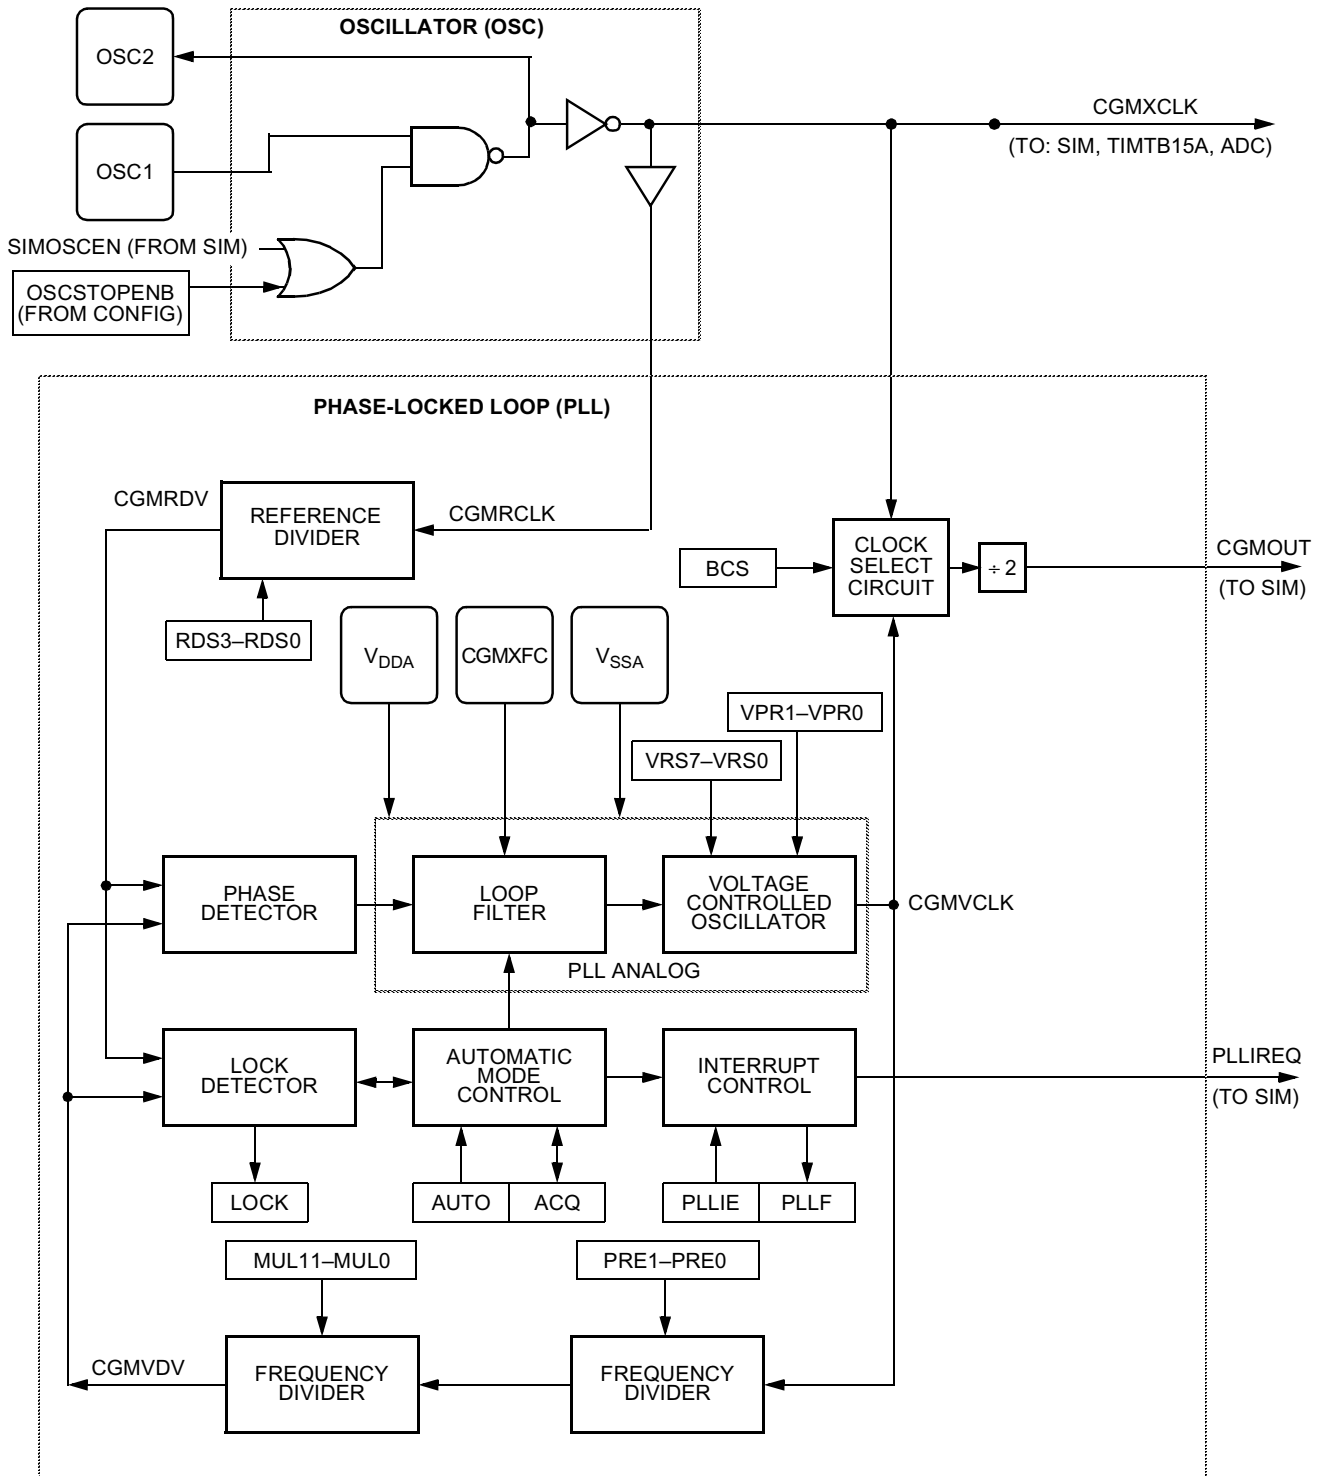 OSCILLATOR (OSC)
OSC2
CGMXCLK
(TO: SIM, TIMTB15A, ADC)
OSC1
SIMOSCEN (FROM SIM)
OSCSTOPENB
(FROM CONFIG)
PHASE-LOCKED LOOP (PLL)
CGMRDV
REFERENCE
DIVIDER
CGMRCLK
BCS
CLOCK
SELECT
CIRCUIT
÷ 2
CGMOUT
(TO SIM)
RDS3–RDS0
VDDA
CGMXFC
VSSA
VPR1–VPR0
VRS7–VRS0
PHASE
DETECTOR
LOOP
FILTER
VOLTAGE
CONTROLLED
OSCILLATOR
CGMVCLK
PLL ANALOG
LOCK
DETECTOR
AUTOMATIC
MODE
CONTROL
INTERRUPT
CONTROL
PLLIREQ
(TO SIM)
LOCK
AUTO
ACQ
PLLIE
PLLF
MUL11–MUL0
PRE1–PRE0
CGMVDV
FREQUENCY
DIVIDER
FREQUENCY
DIVIDER